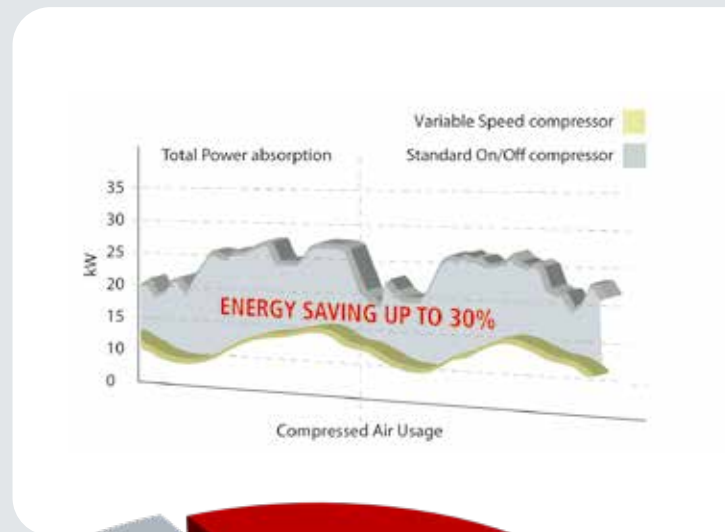 Variable Speed compressor
Total Power absorption
Standard On/Off compressor
35
30
25
20
15
10
0
kW
ENERGY SAVING UP TO 30%
Compressed Air Usage